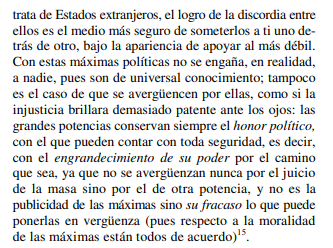 trata de Estados extranjeros, el logro de la discordia entre
ellos es el medio más seguro de someterlos a ti uno de-
trás de otro, bajo la apariencia de apoyar al más débil.
Con estas máximas políticas no se engaña, en realidad,
a nadie, pues son de universal conocimiento; tampoco
es el caso de que se avergüencen por ellas, como si la
injusticia brillara demasiado patente ante los ojos: las
grandes potencias conservan siempre el honor político,
con el que pueden contar con toda seguridad, es decir,
con el engrandecimiento de su poder por el camino
que sea, ya que no se avergüenzan nunca por el juicio
de la masa sino por el de otra potencia, y no es la
publicidad de las máximas sino su fracaso lo que puede
ponerlas en vergüenza (pues respecto a la moralidad
de las máximas están todos de acuerdo)15.